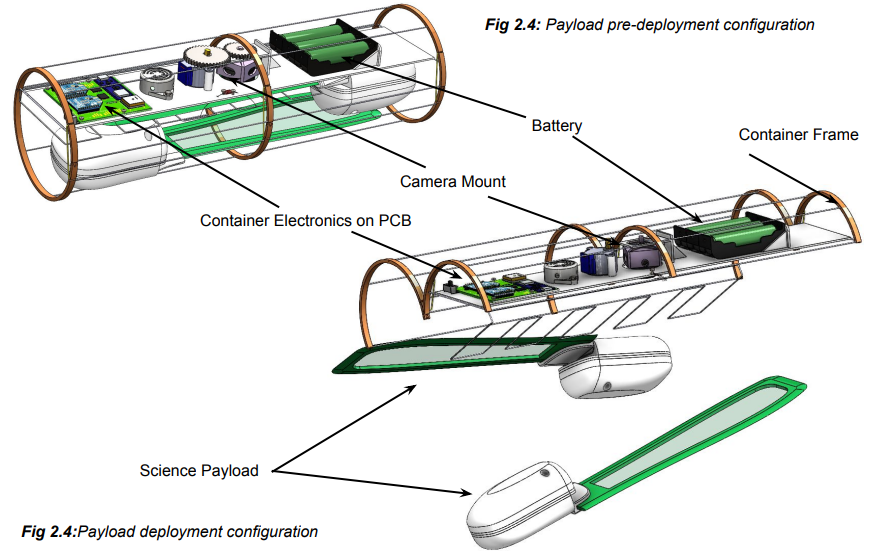 Fig 2.4: Payload pre-deployment configuration
Battery
Container Frame
Camera Mount
Container Electronics on PCB
Science Payload
Fig 2.4:Payload deployment configuration